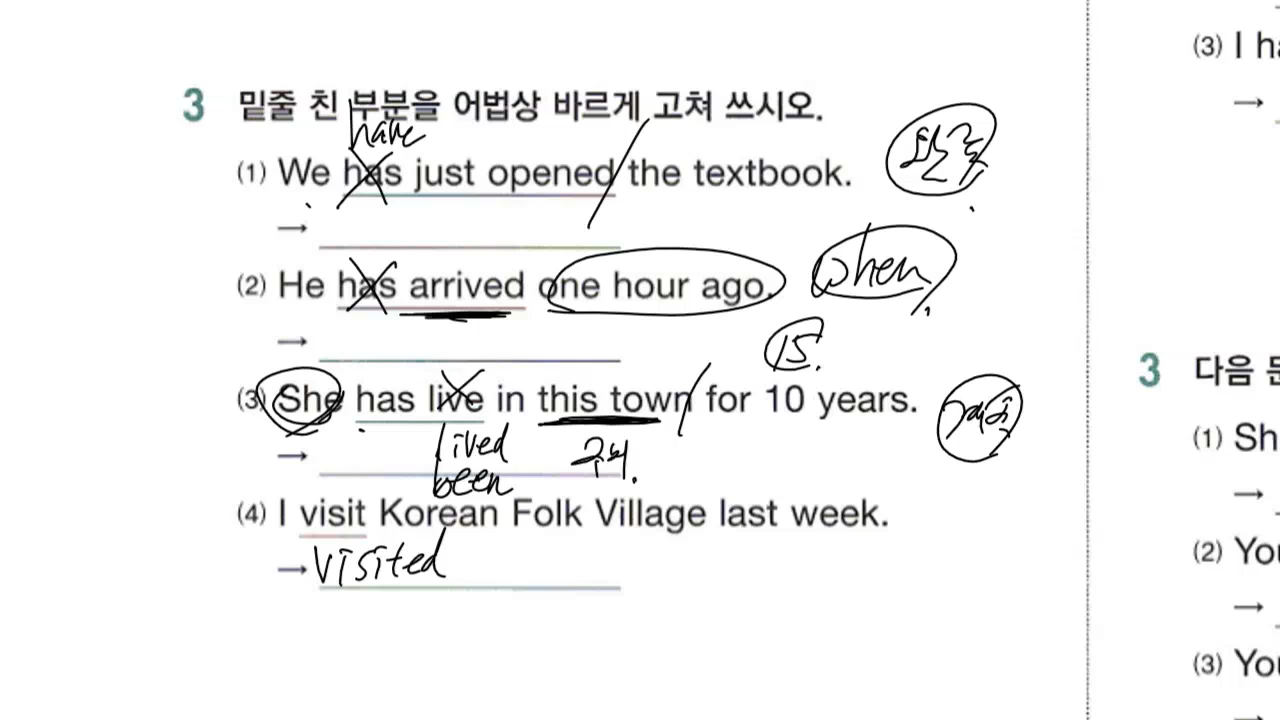 3 밑줄 친 부분을 어법상 바르게 고쳐 쓰시오.
have
(1) We has just opened the textbook. 완료
→
(2) He has arrived one hour ago. when
→
15.
(3) She has live in this town for 10 years.
→ lived
been
(4) I visit Korean Folk Village last week.
→ visited
(3) I ha
→
3 다음 문
(1) Sh
→
(2) You
→
(3) You
→